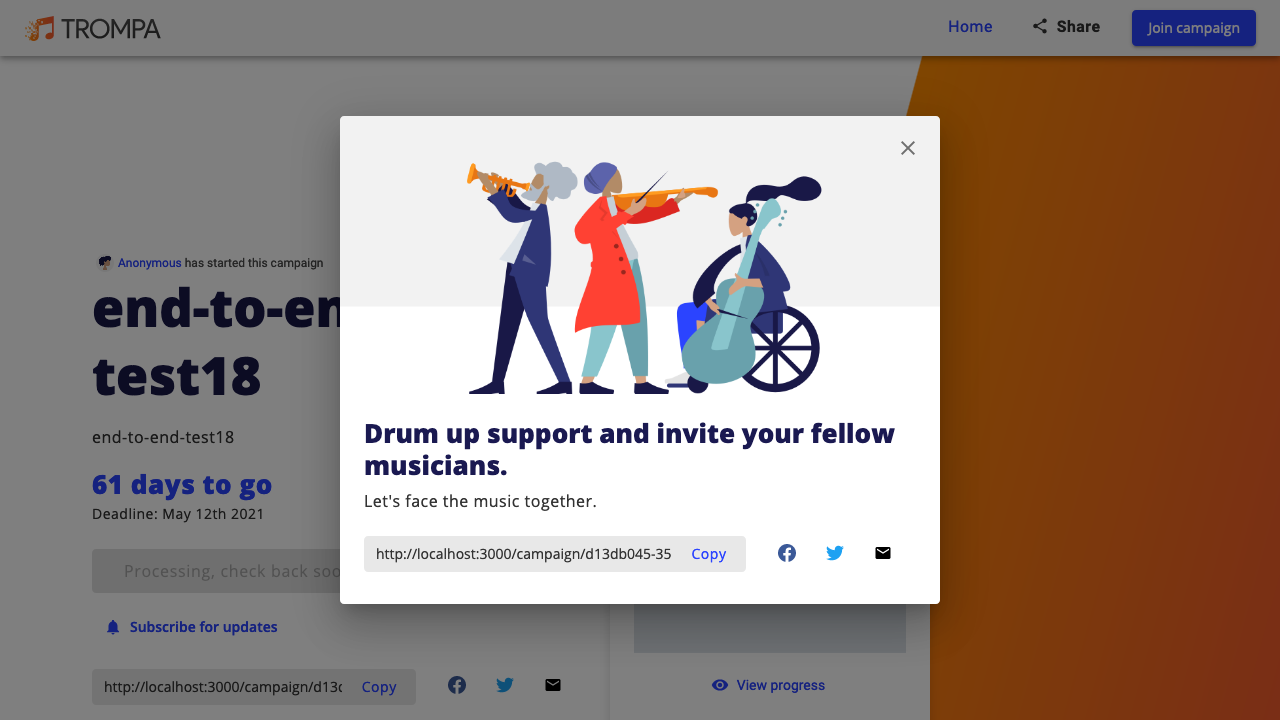 TROMPA
Home
Share
Join campaign
Anonymous has started this campaign
end-to-en
test18
end-to-end-test18
61 days to go
Deadline: May 12th 2021
Processing, check back soo
Subscribe for updates
http://localhost:3000/campaign/d13d
Copy
View progress
Drum up support and invite your fellow
musicians.
Let's face the music together.
http://localhost:3000/campaign/d13db045-35
Copy